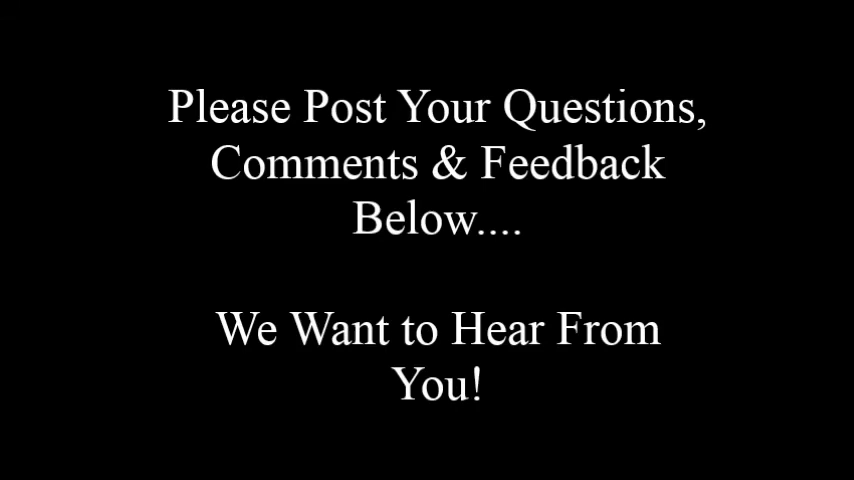 Please Post Your Questions,
Comments & Feedback
Below....
We Want to Hear From
You!